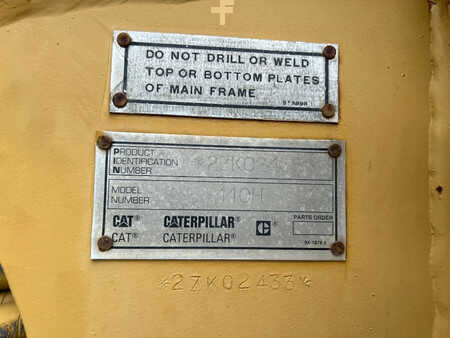 DO NOT DRILL OR WELD
TOP OR BOTTOM PLATES
OF MAIN FRAME
PRODUCT
IDENTIFICATION
NUMBER
MODEL
NUMBER
CAT® CATERPILLAR® C
PARTS ORDER
CAT® CATERPILLAR®
*2ZK02433*